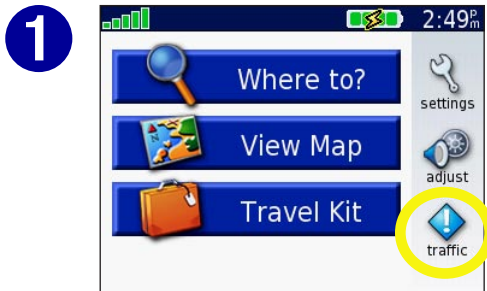 1
2:49 PM
Where to?
settings
View Map
adjust
Travel Kit
traffic